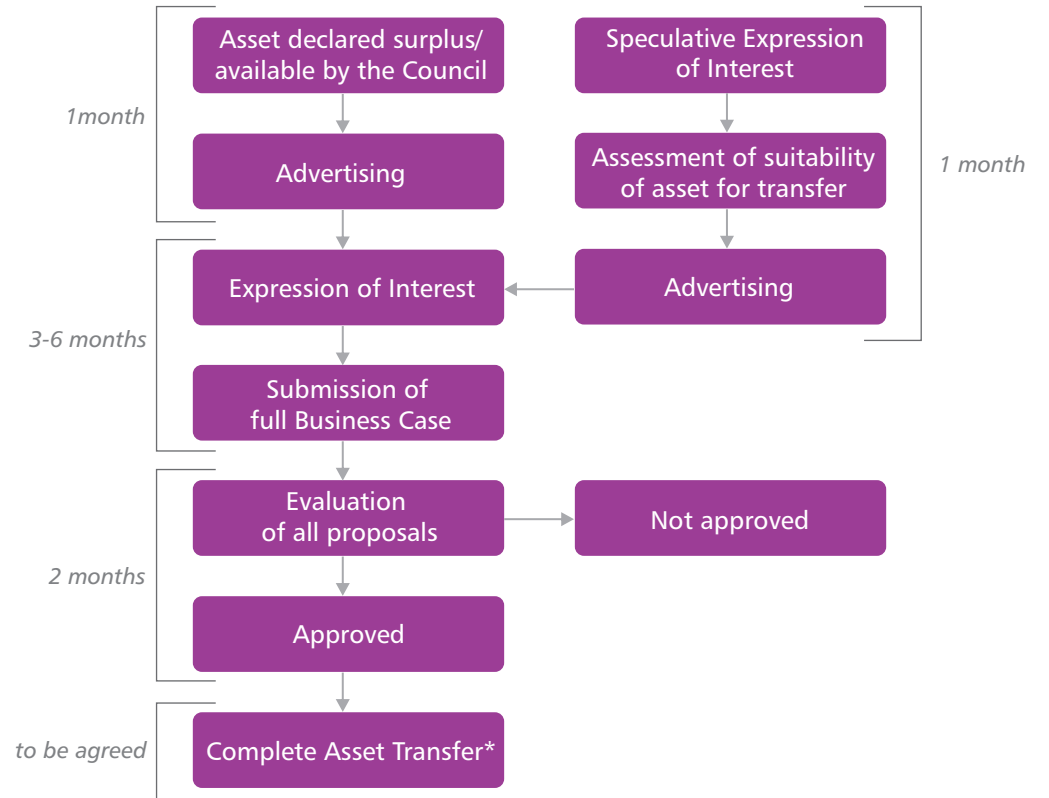 Asset declared surplus/
available by the Council
Speculative Expression
of Interest
1month
Advertising
Assessment of suitability
of asset for transfer
1 month
Expression of Interest
Advertising
3-6 months
Submission of
full Business Case
Evaluation
of all proposals
Not approved
2 months
Approved
to be agreed
Complete Asset Transfer*